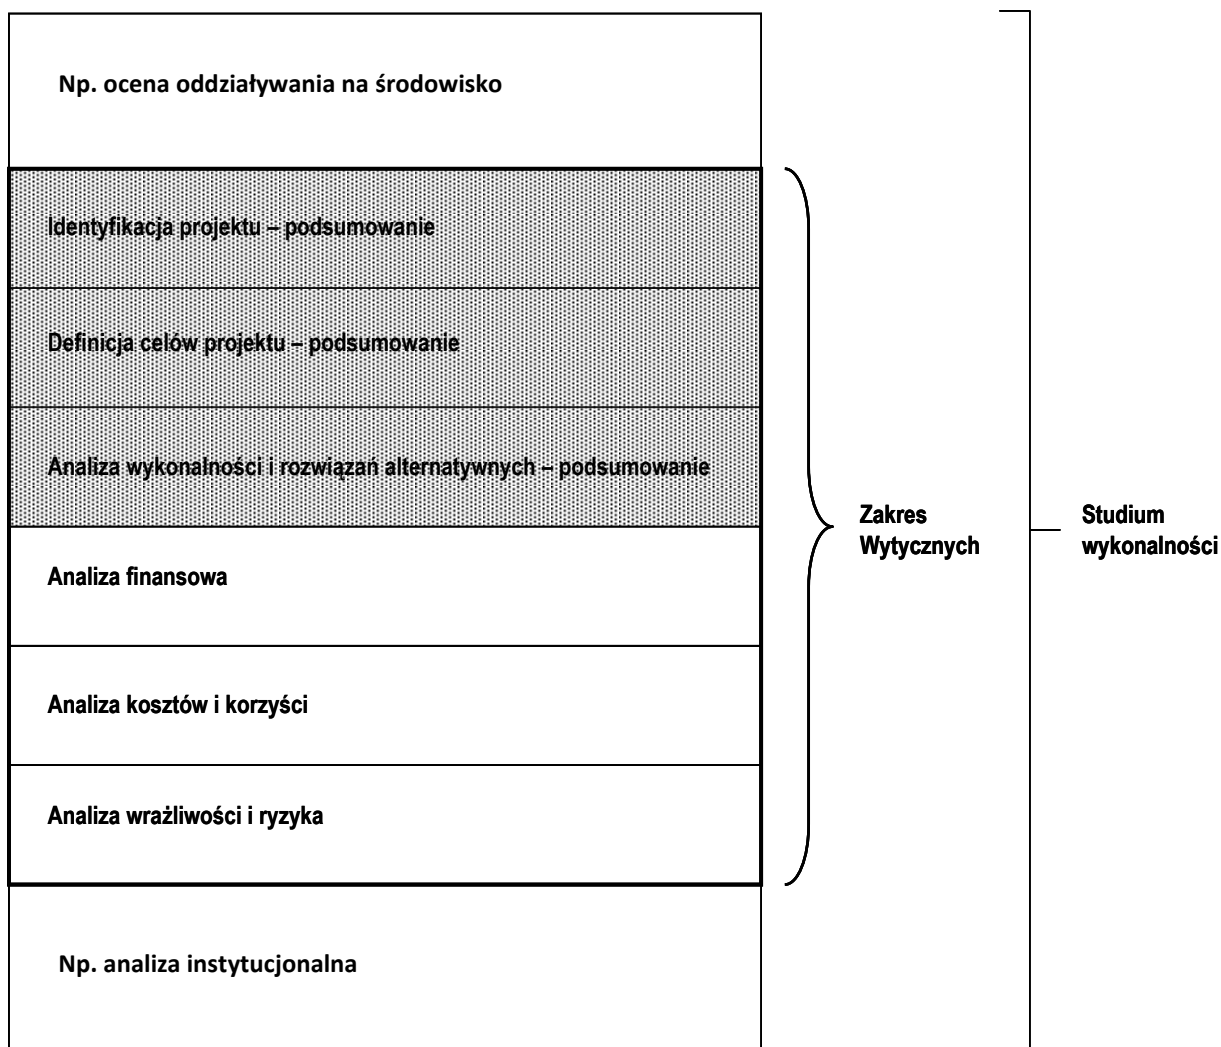 Np. ocena oddziaływania na środowisko
Identyfikacja projektu – podsumowanie
Definicja celów projektu – podsumowanie
Analiza wykonalności i rozwiązań alternatywnych – podsumowanie
Analiza finansowa
Analiza kosztów i korzyści
Analiza wrażliwości i ryzyka
Np. analiza instytucjonalna
Zakres
Wytycznych
Studium
wykonalności